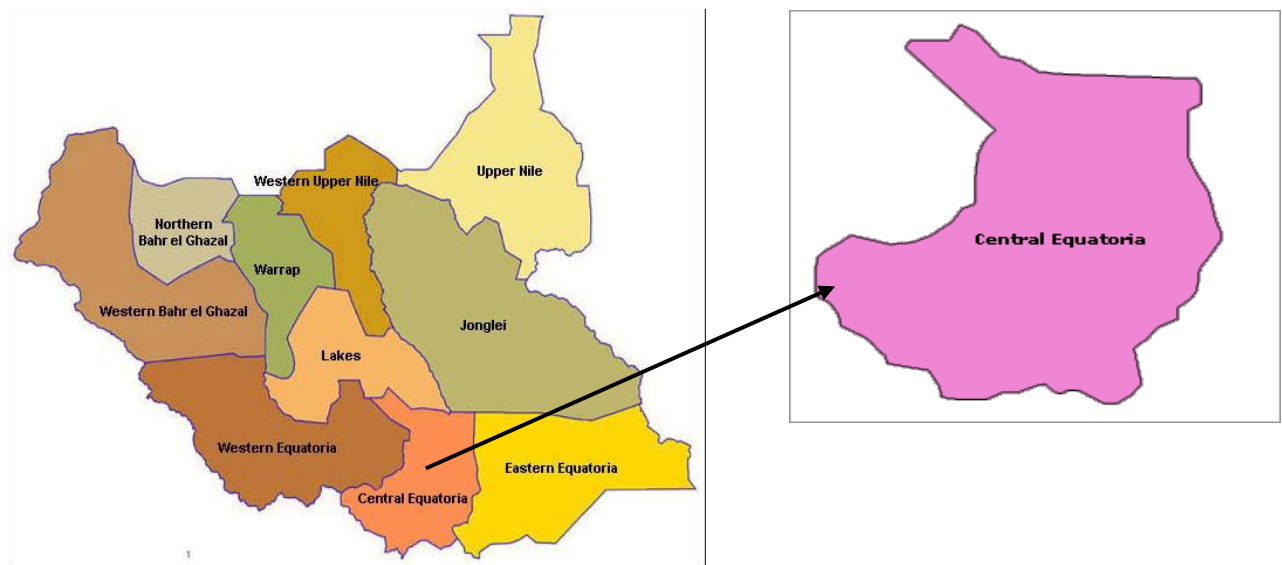 Upper Nile
Western Upper Nile
Northern
Bahr el Ghazal
Warrap
Western Bahr el Ghazal
Jonglei
Lakes
Western Equatoria
Eastern Equatoria
Central Equatoria
1
Central Equatoria